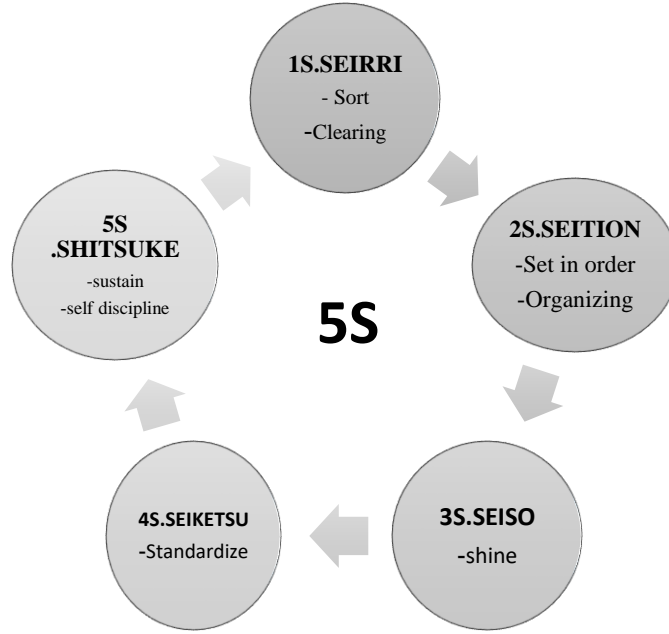 1S.SEIRRI
- Sort
-Clearing
2S.SEITION
-Set in order
-Organizing
3S.SEISO
-shine
4S.SEIKETSU
-Standardize
5S
.SHITSUKE
-sustain
-self discipline
5S